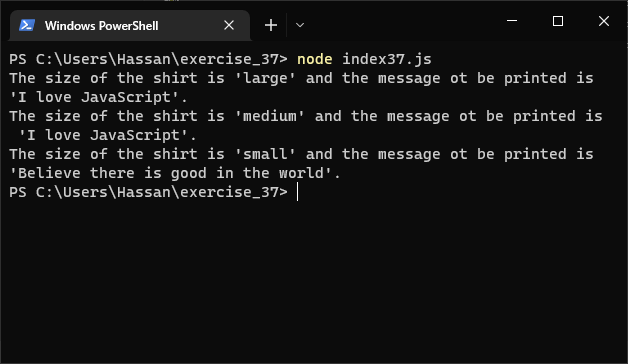 Windows PowerShell
PS C:\Users\Hassan\exercise_37> node index37.js
The size of the shirt is 'large' and the message ot be printed is
'I love JavaScript'.
The size of the shirt is 'medium' and the message ot be printed is
'I love JavaScript'.
The size of the shirt is 'small' and the message ot be printed is
'Believe there is good in the world'.
PS C:\Users\Hassan\exercise_37>